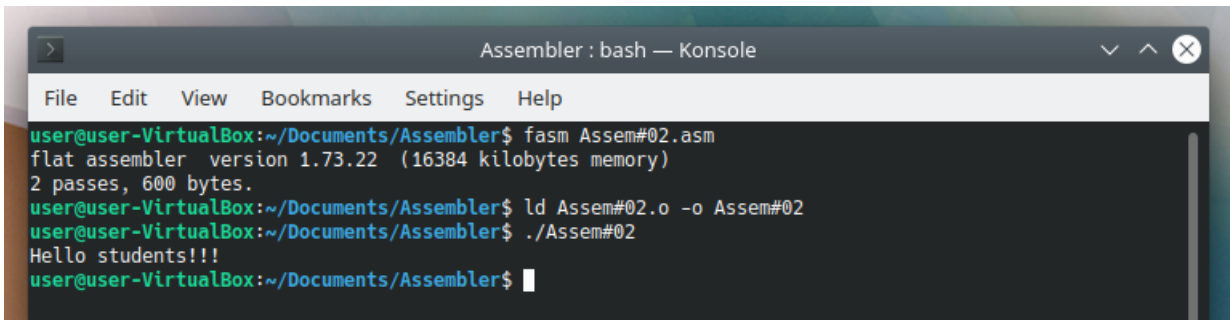 Assembler : bash — Konsole
File Edit View Bookmarks Settings Help
user@user-VirtualBox:~/Documents/Assembler$ fasm Assem#02.asm
flat assembler  version 1.73.22  (16384 kilobytes memory)
2 passes, 600 bytes.
user@user-VirtualBox:~/Documents/Assembler$ ld Assem#02.o -o Assem#02
user@user-VirtualBox:~/Documents/Assembler$ ./Assem#02
Hello students!!!
user@user-VirtualBox:~/Documents/Assembler$